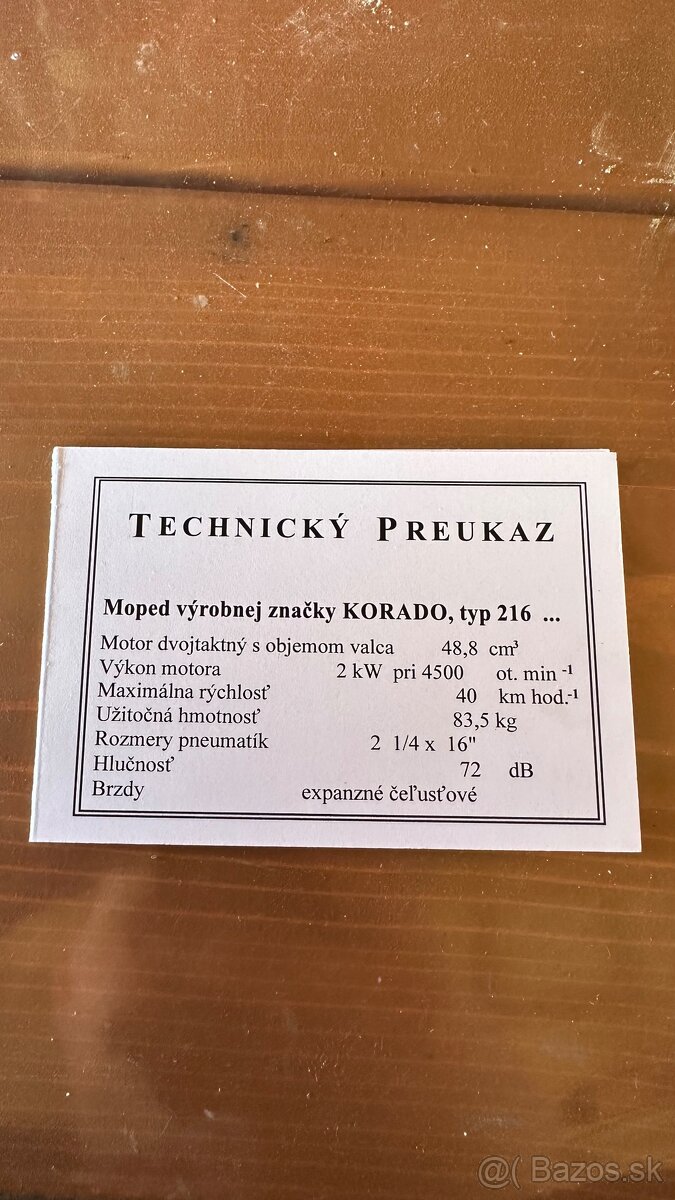 TECHNICKÝ PREUKAZ
Moped výrobnej značky KORADO, typ 216 ...
Motor dvojtaktný s objemom valca 48,8 cm³
Výkon motora 2 kW pri 4500 ot. min -1
Maximálna rýchlosť 40 km hod.-1
Užitočná hmotnosť 83,5 kg
Rozmery pneumatík 2 1/4 x 16"
Hlučnosť 72 dB
Brzdy expanzné čeľusťové
@( Bazos.sk